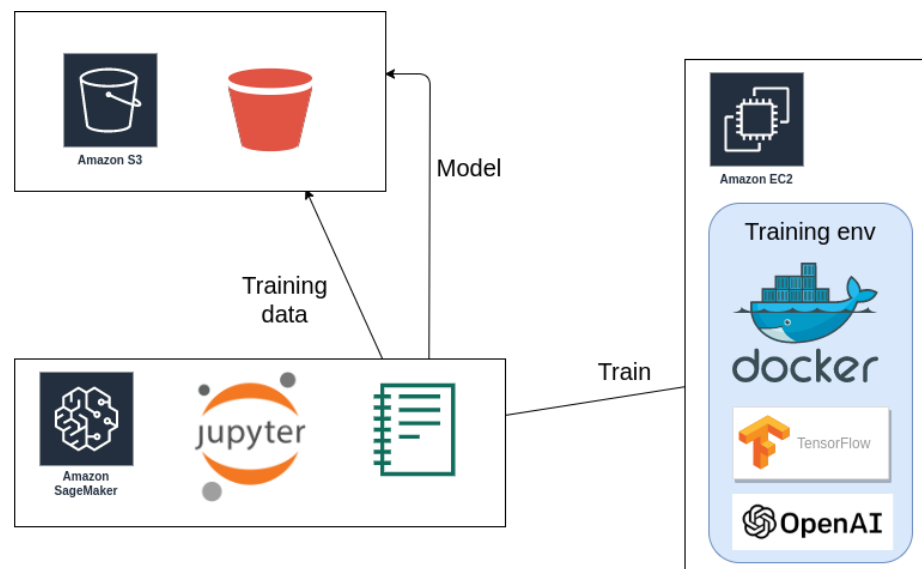 Amazon S3
Model
Amazon EC2
Training env
docker
TensorFlow
OpenAI
Training
data
Train
Amazon
SageMaker
jupyter